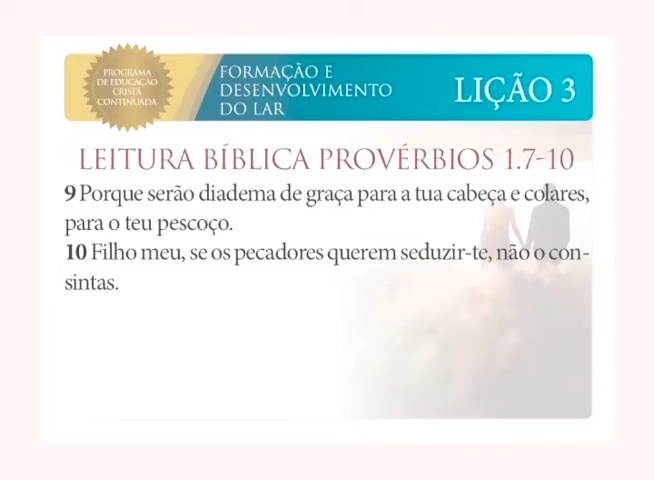 PROGRAMA
DE EDUCAÇÃO
CRISTÃ
CONTINUADA
FORMAÇÃO E
DESENVOLVIMENTO
DO LAR
LIÇÃO 3
LEITURA BÍBLICA PROVÉRBIOS 1.7-10
9 Porque serão diadema de graça para a tua cabeça e colares,
para o teu pescoço.
10 Filho meu, se os pecadores querem seduzir-te, não o con-
sintas.